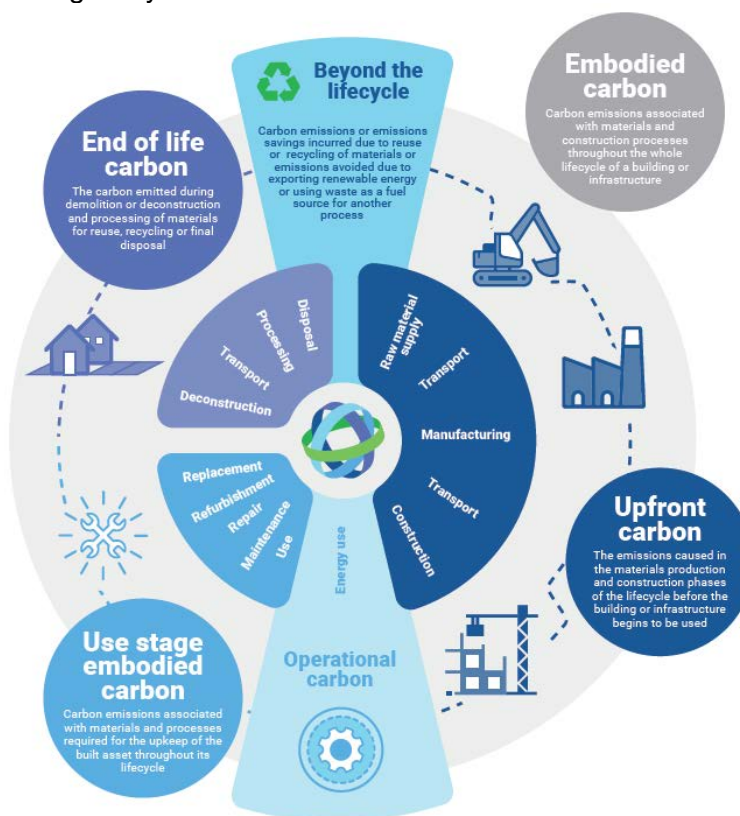 Beyond the
lifecycle
Carbon emissions or emissions
savings incurred due to reuse
or recycling of materials or
emissions avoided due to
exporting renewable energy
or using waste as a fuel
source for another
process
Embodied
carbon
Carbon emissions associated
with materials and
construction processes
throughout the whole
lifecycle of a building or
infrastructure
End of life
carbon
The carbon emitted during
demolition or deconstruction
and processing of materials
for reuse, recycling or final
disposal
Disposal
Processing
Transport
Deconstruction
Raw material
supply
Transport
Manufacturing
Transport
Construction
Replacement
Refurbishment
Repair
Maintenance
Use
Energy use
Upfront
carbon
The emissions caused in
the materials production
and construction phases
of the lifecycle before the
building or infrastructure
begins to be used
Use stage
embodied
carbon
Carbon emissions associated
with materials and processes
required for the upkeep of the
built asset throughout its
lifecycle
Operational
carbon